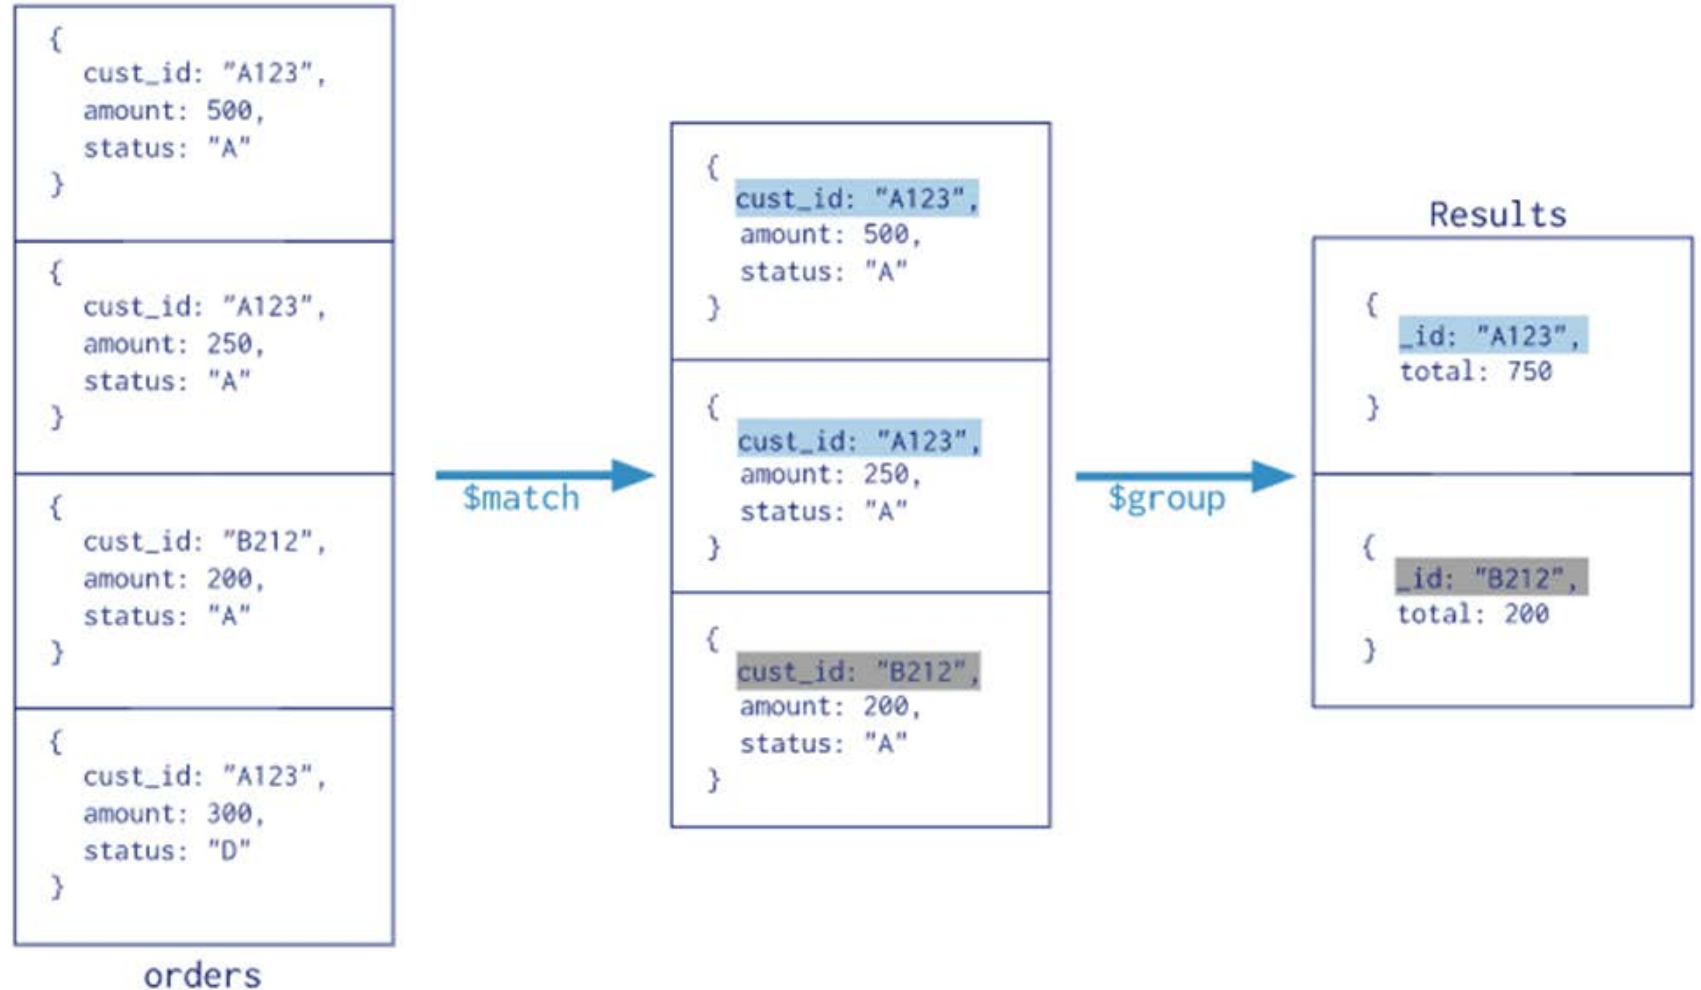 {
cust_id: "A123",
amount: 500,
status: "A"
}
{
cust_id: "A123",
amount: 250,
status: "A"
}
{
cust_id: "B212",
amount: 200,
status: "A"
}
{
cust_id: "A123",
amount: 300,
status: "D"
}
orders
$match
{
cust_id: "A123",
amount: 500,
status: "A"
}
{
cust_id: "A123",
amount: 250,
status: "A"
}
{
cust_id: "B212",
amount: 200,
status: "A"
}
$group
Results
{
_id: "A123",
total: 750
}
{
_id: "B212",
total: 200
}